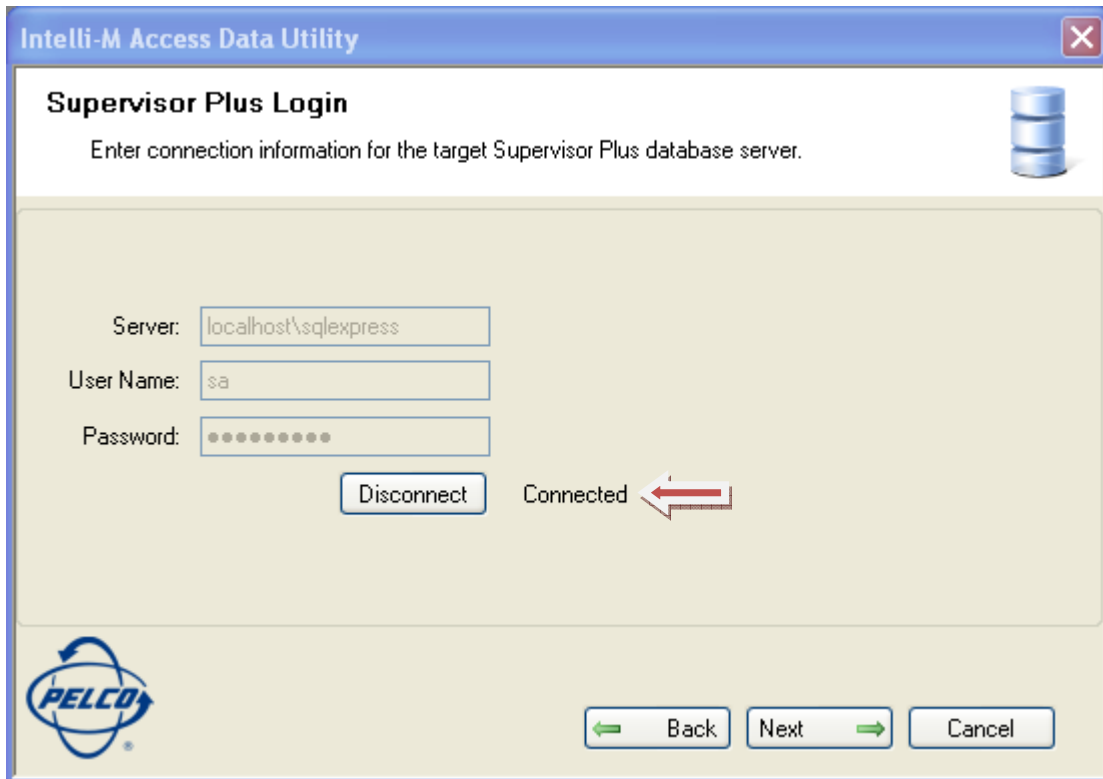 Intelli-M Access Data Utility
Supervisor Plus Login
Enter connection information for the target Supervisor Plus database server.
Server: localhost\sqlexpress
User Name: sa
Password: ●●●●●●●●●
Disconnect Connected
PELCO ®
Back Next Cancel